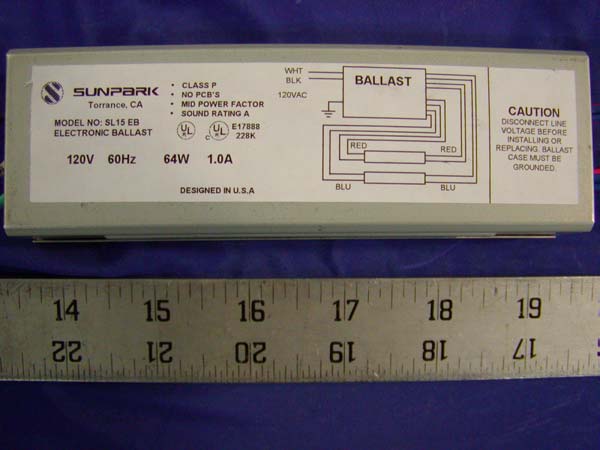 SUNPARK
Torrance, CA
MODEL NO: SL15 EB
ELECTRONIC BALLAST
120V 60Hz 64W 1.0A
• CLASS P
• NO PCB'S
• MID POWER FACTOR
• SOUND RATING A
UL
C UL E17888
228K
DESIGNED IN U.S.A
WHT
BLK
120VAC
BALLAST
RED RED
BLU BLU
CAUTION
DISCONNECT LINE
VOLTAGE BEFORE
INSTALLING OR
REPLACING. BALLAST
CASE MUST BE
GROUNDED.
14 15 16 17 18 19
22 21 20 19 18 17